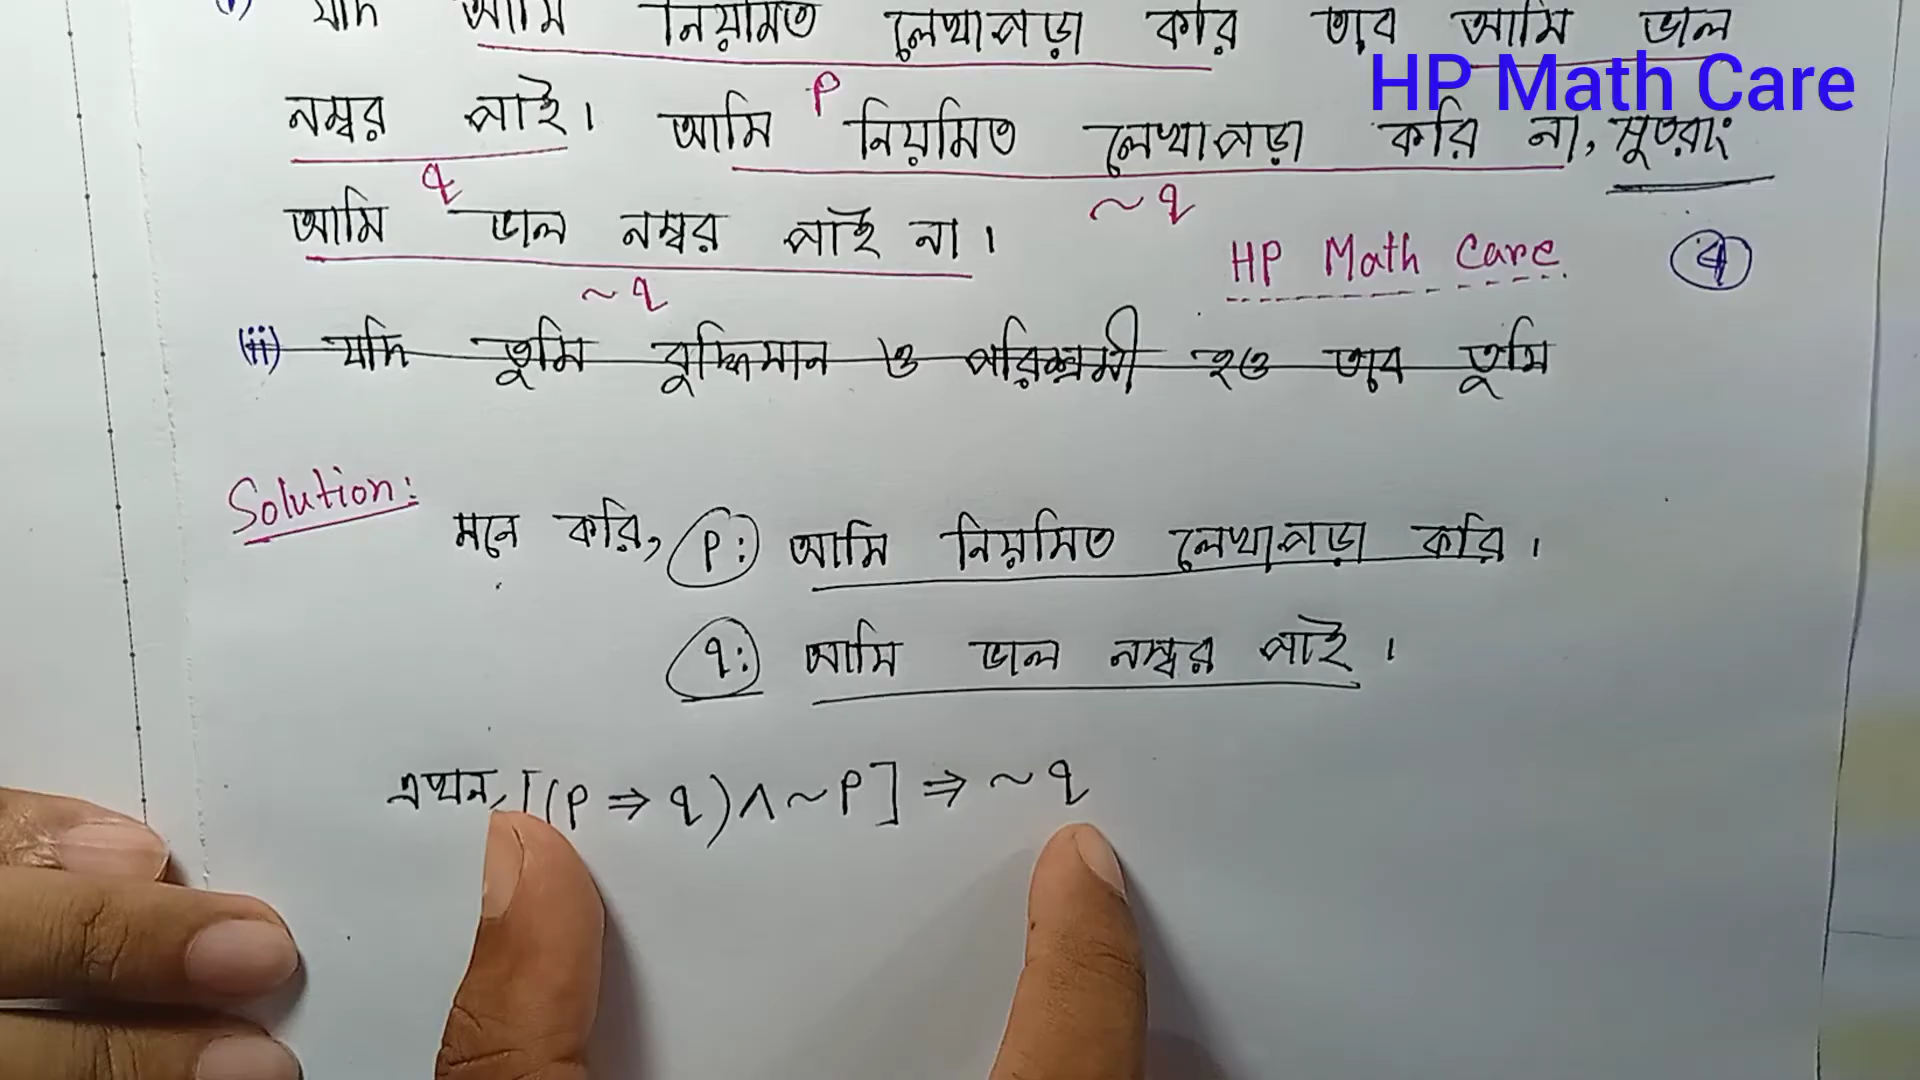 (i) যদি আমি নিয়মিত লেখাপড়া করি তবে আমি ভাল
HP Math Care
নম্বর পাই। আমি নিয়মিত লেখাপড়া করি না, সুতরাং
p
q
~q
আমি ভাল নম্বর পাই না।
~q
HP Math Care
(ii) যদি তুমি বুদ্ধিমান ও পরিশ্রমী হও তবে তুমি
Solution:
মনে করি, p: আমি নিয়মিত লেখাপড়া করি।
q: আমি ভাল নম্বর পাই।
এখন, [(p ⇒ q) ∧ ~p] ⇒ ~q